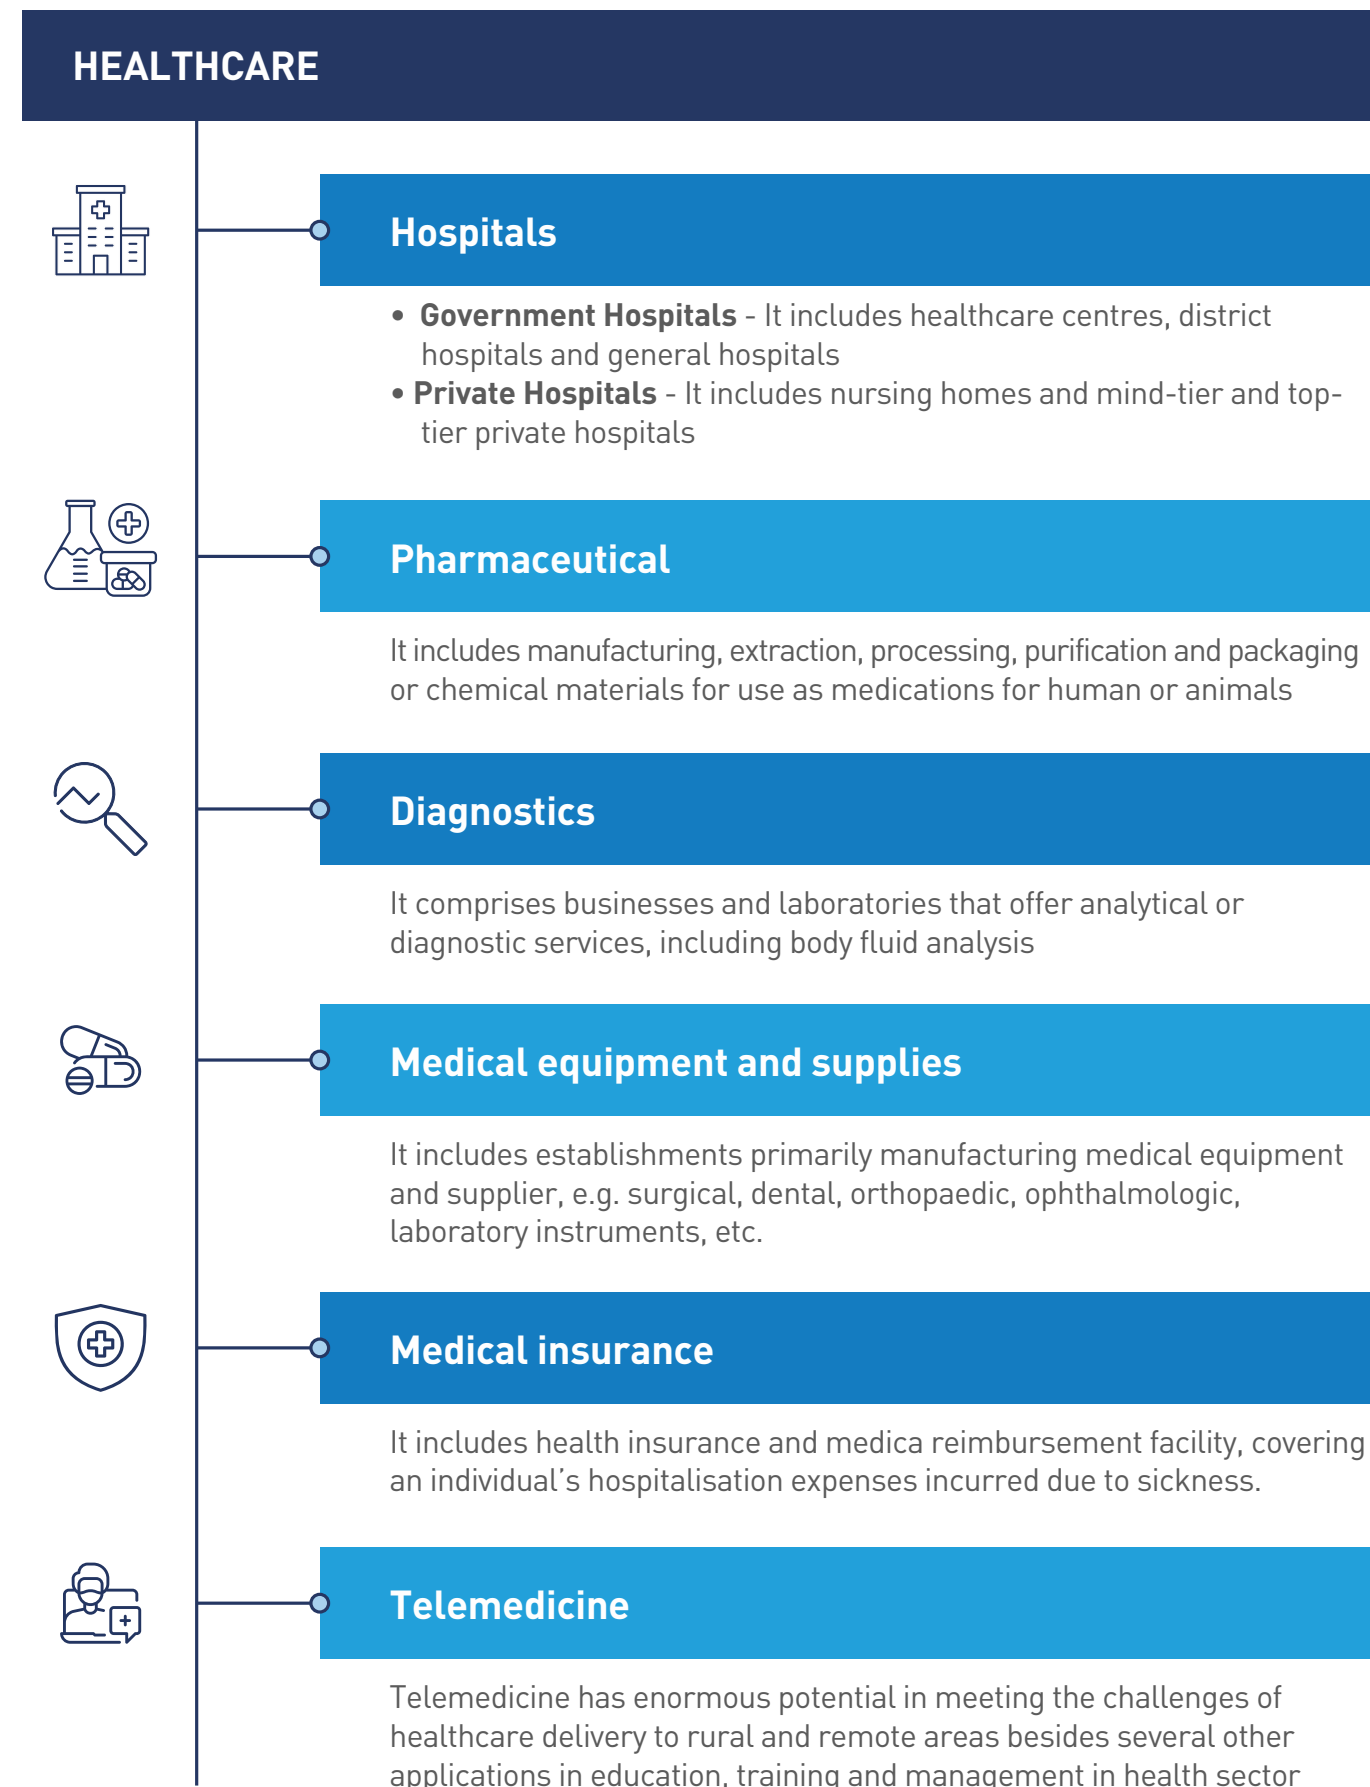 HEALTHCARE
Hospitals
• Government Hospitals - It includes healthcare centres, district
hospitals and general hospitals
• Private Hospitals - It includes nursing homes and mind-tier and top-
tier private hospitals
Pharmaceutical
It includes manufacturing, extraction, processing, purification and packaging
or chemical materials for use as medications for human or animals
Diagnostics
It comprises businesses and laboratories that offer analytical or
diagnostic services, including body fluid analysis
Medical equipment and supplies
It includes establishments primarily manufacturing medical equipment
and supplier, e.g. surgical, dental, orthopaedic, ophthalmologic,
laboratory instruments, etc.
Medical insurance
It includes health insurance and medica reimbursement facility, covering
an individual’s hospitalisation expenses incurred due to sickness.
Telemedicine
Telemedicine has enormous potential in meeting the challenges of
healthcare delivery to rural and remote areas besides several other
applications in education, training and management in health sector